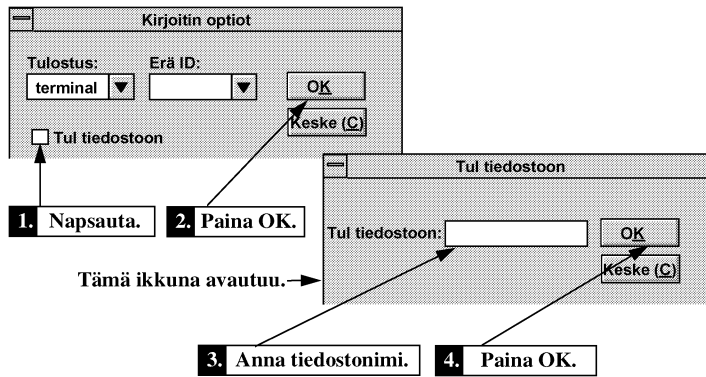 Kirjoitin optiot
Tulostus: Erä ID:
terminal
OK
Keske (C)
Tul tiedostoon
1. Napsauta.
2. Paina OK.
Tul tiedostoon
Tul tiedostoon:
OK
Keske (C)
Tämä ikkuna avautuu.
3. Anna tiedostonimi.
4. Paina OK.